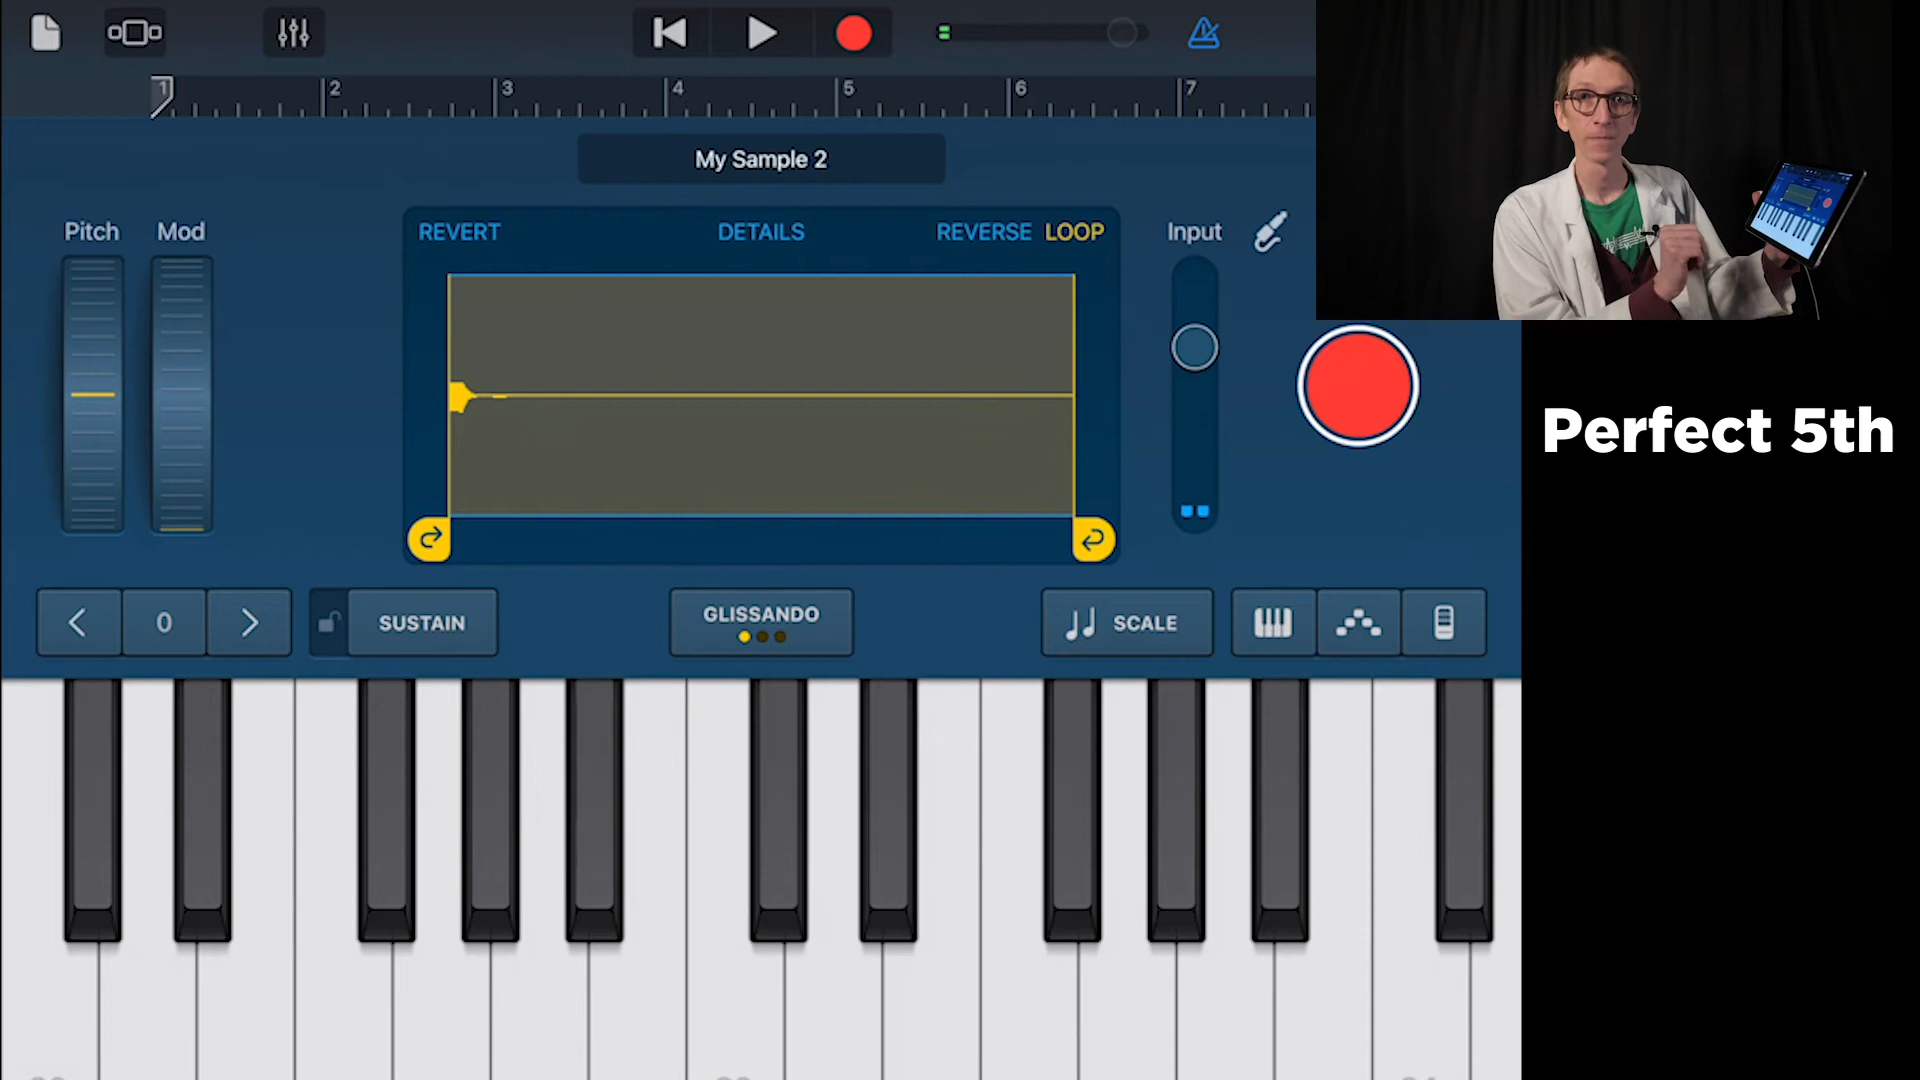 1 2 3 4 5 6 7
My Sample 2
Pitch Mod
REVERT DETAILS REVERSE LOOP
Input
Perfect 5th
0 SUSTAIN GLISSANDO SCALE